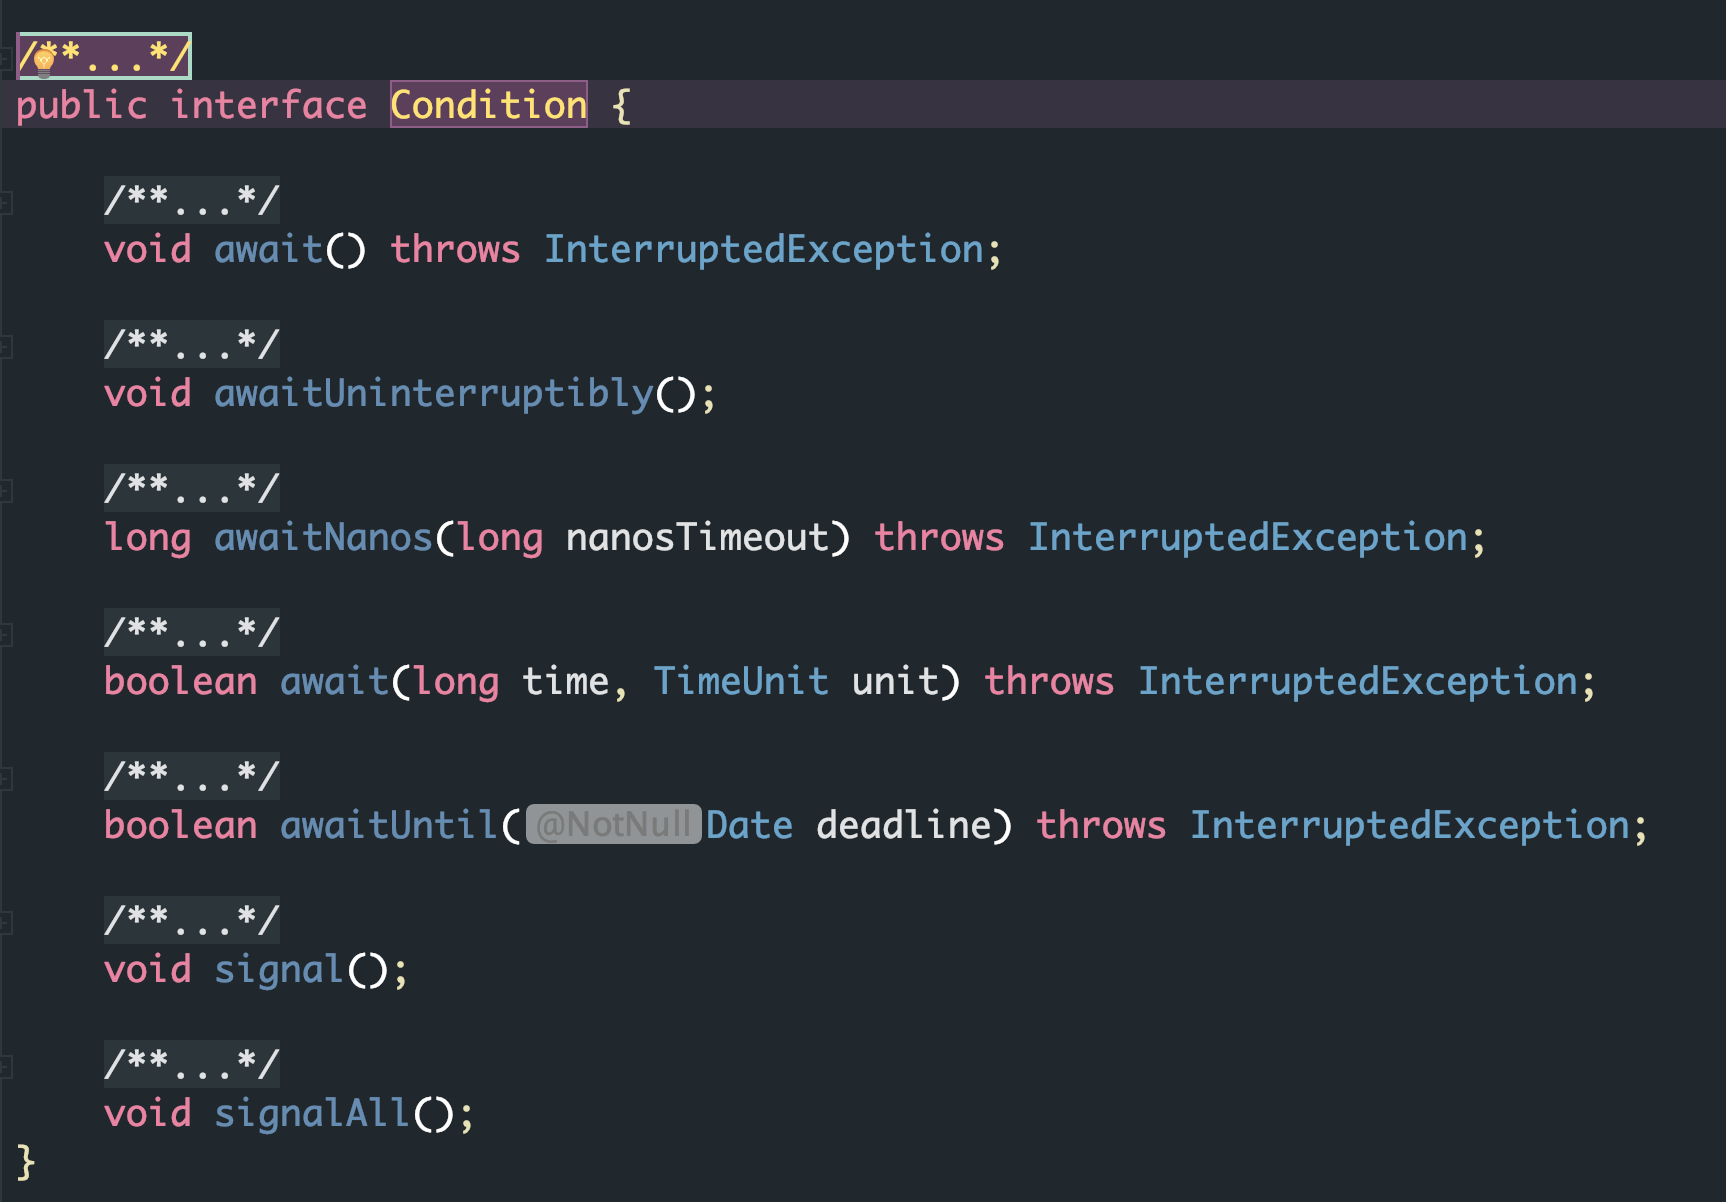 /**...*/
public interface Condition {
/**...*/
void await() throws InterruptedException;
/**...*/
void awaitUninterruptibly();
/**...*/
long awaitNanos(long nanosTimeout) throws InterruptedException;
/**...*/
boolean await(long time, TimeUnit unit) throws InterruptedException;
/**...*/
boolean awaitUntil(@NotNull Date deadline) throws InterruptedException;
/**...*/
void signal();
/**...*/
void signalAll();
}